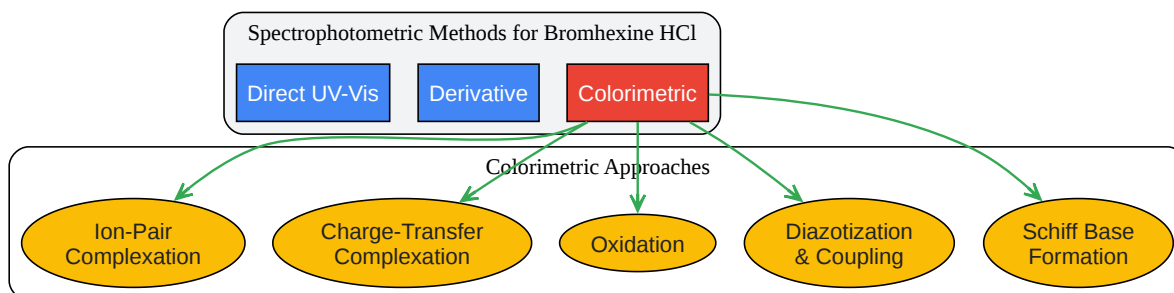 Spectrophotometric Methods for Bromhexine HCl
Direct UV-Vis
Derivative
Colorimetric
Colorimetric Approaches
Ion-Pair
Complexation
Charge-Transfer
Complexation
Oxidation
Diazotization
& Coupling
Schiff Base
Formation